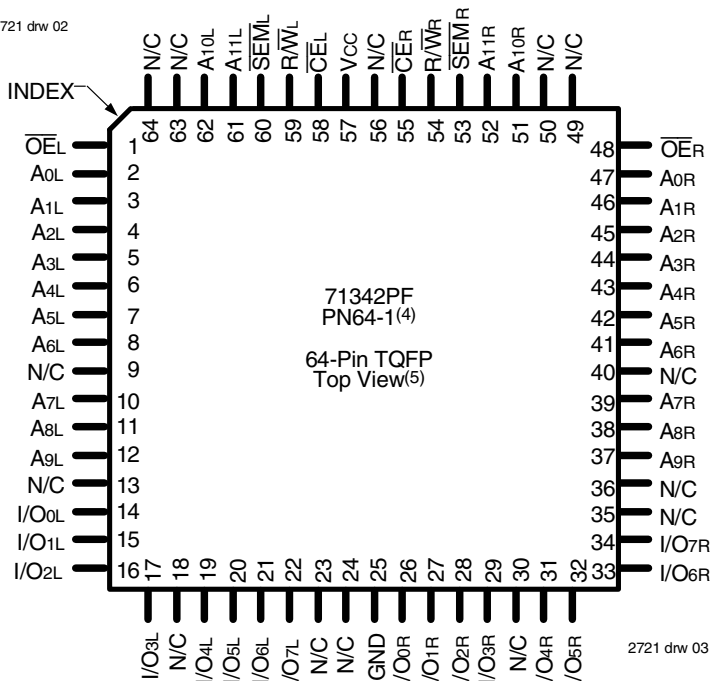 721 drw 02
N/C
N/C
A10L
A11L
SEML
R/WL
CEL
VCC
N/C
CER
R/WR
SEMR
A11R
A10R
N/C
N/C
INDEX
64
63
62
61
60
59
58
57
56
55
54
53
52
51
50
49
OEL 1
A0L 2
A1L 3
A2L 4
A3L 5
A4L 6
A5L 7
A6L 8
N/C 9
A7L 10
A8L 11
A9L 12
N/C 13
I/O0L 14
I/O1L 15
I/O2L 16
71342PF
PN64-1(4)
64-Pin TQFP
Top View(5)
48 OER
47 A0R
46 A1R
45 A2R
44 A3R
43 A4R
42 A5R
41 A6R
40 N/C
39 A7R
38 A8R
37 A9R
36 N/C
35 N/C
34 I/O7R
33 I/O6R
17
18
19
20
21
22
23
24
25
26
27
28
29
30
31
32
I/O3L
N/C
I/O4L
I/O5L
I/O6L
I/O7L
N/C
N/C
GND
I/O0R
I/O1R
I/O2R
I/O3R
N/C
I/O4R
I/O5R
2721 drw 03